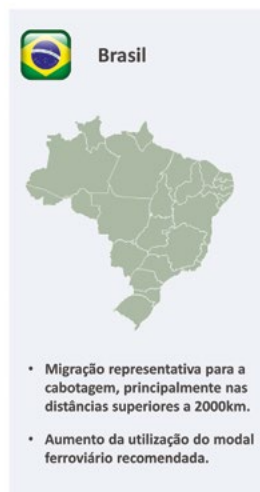 Brasil
• Migração representativa para a
cabotagem, principalmente nas
distâncias superiores a 2000km.
• Aumento da utilização do modal
ferroviário recomendada.